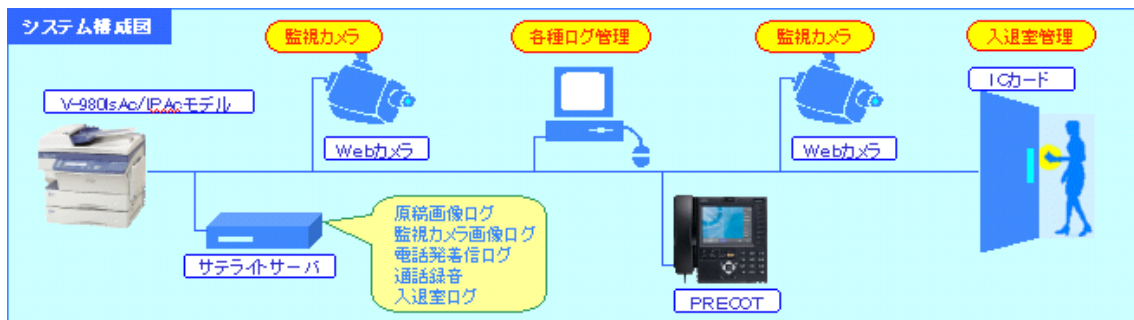 システム構成図
監視カメラ
各種ログ管理
監視カメラ
入退室管理
V-980IsAc/IPAcモデル
ICカード
Webカメラ
Webカメラ
原稿画像ログ
監視カメラ画像ログ
電話発着信ログ
通話録音
入退室ログ
サテライトサーバ
PRECOT